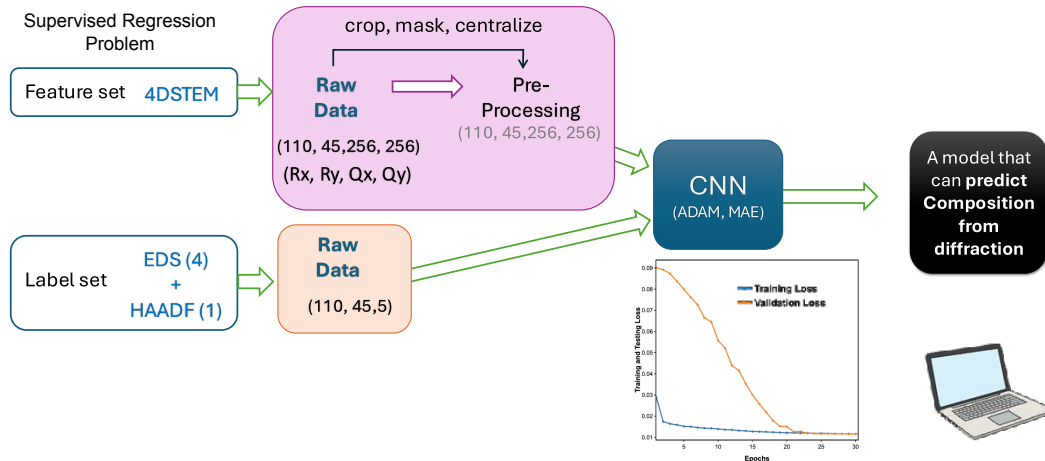 Supervised Regression
Problem
Feature set
4DSTEM
crop, mask, centralize
Raw
Data
(110, 45,256, 256)
(Rx, Ry, Qx, Qy)
Pre-
Processing
(110, 45,256, 256)
Label set
EDS (4)
+
HAADF (1)
Raw
Data
(110, 45,5)
CNN
(ADAM, MAE)
A model that
can predict
Composition
from
diffraction
Training and Testing Loss
0.09
0.08
0.07
0.06
0.05
0.04
0.03
0.02
0.01
Training Loss
Validation Loss
5
10
15
20
25
30
Epochs